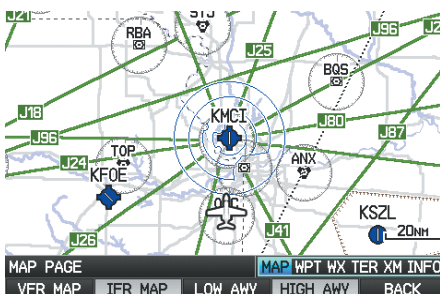 J21
STJ
J96
J2
RBA
J25
BQS
J18
KMCI
J80
J87
J96
TOP
J24
KFOE
ANX
KSZL
J26
J41
20NM
MAP PAGE MAP WPT WX TER XM INFO
VFR MAP IFR MAP LOW AWY HIGH AWY BACK